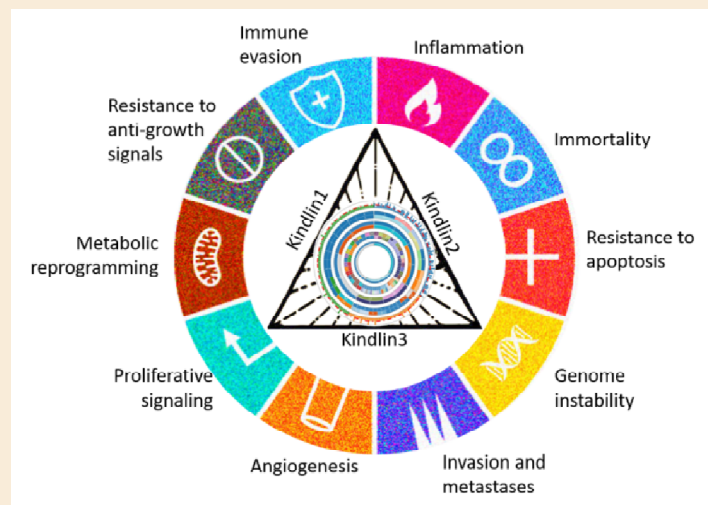 Immune
evasion
Inflammation
Resistance to
anti-growth
signals
Immortality
Kindlin1
Kindlin2
Metabolic
reprogramming
Resistance to
apoptosis
Kindlin3
Proliferative
signaling
Genome
instability
Angiogenesis
Invasion and
metastases